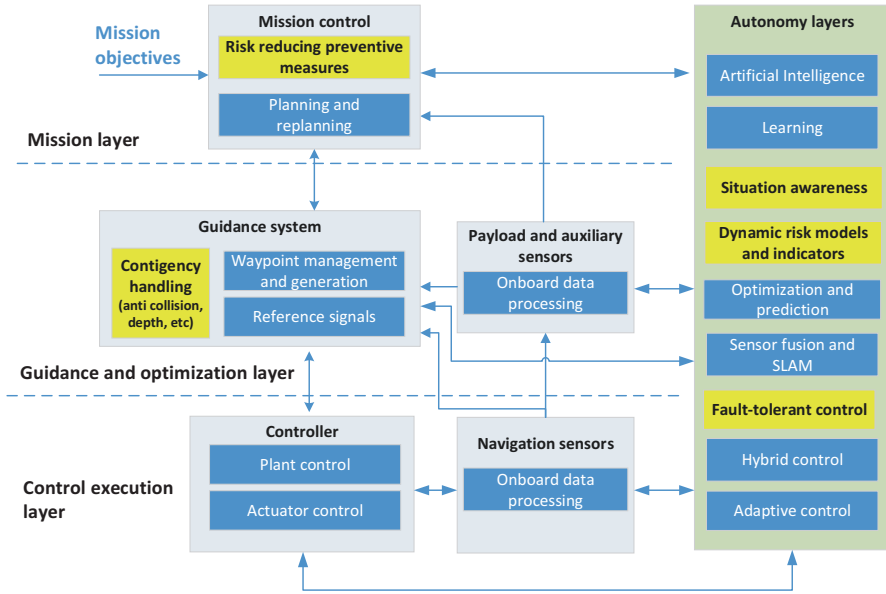 Mission control
Mission
objectives
Risk reducing preventive
measures
Planning and
replanning
Mission layer
Guidance system
Contigency
handling
(anti collision,
depth, etc)
Waypoint management
and generation
Reference signals
Payload and auxiliary
sensors
Onboard data
processing
Guidance and optimization layer
Controller
Plant control
Actuator control
Navigation sensors
Onboard data
processing
Control execution
layer
Autonomy layers
Artificial Intelligence
Learning
Situation awareness
Dynamic risk models
and indicators
Optimization and
prediction
Sensor fusion and
SLAM
Fault-tolerant control
Hybrid control
Adaptive control